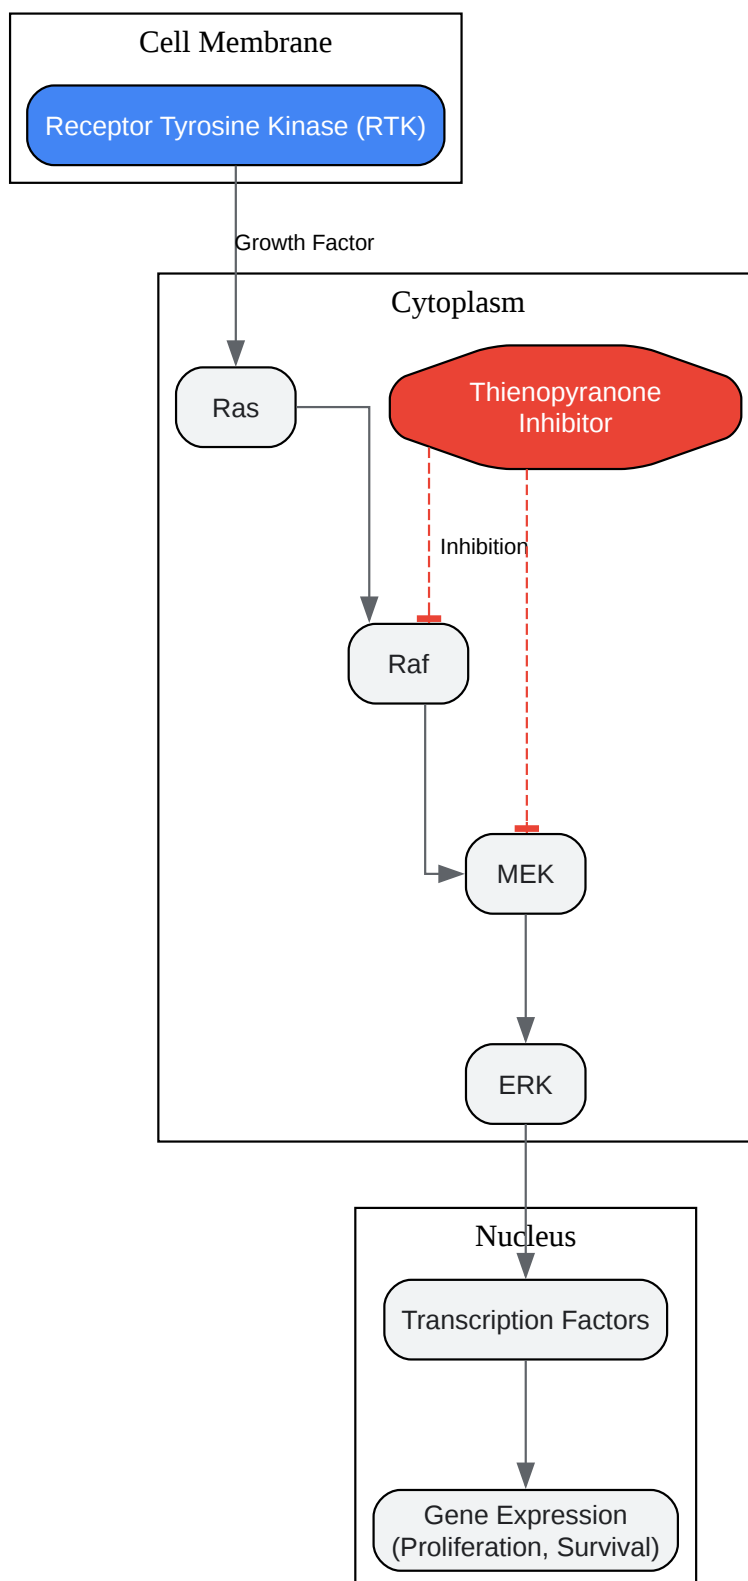 Cell Membrane
Receptor Tyrosine Kinase (RTK)
Growth Factor
Cytoplasm
Ras
Thienopyranone
Inhibitor
Inhibition
Raf
MEK
ERK
Nucleus
Transcription Factors
Gene Expression
(Proliferation, Survival)